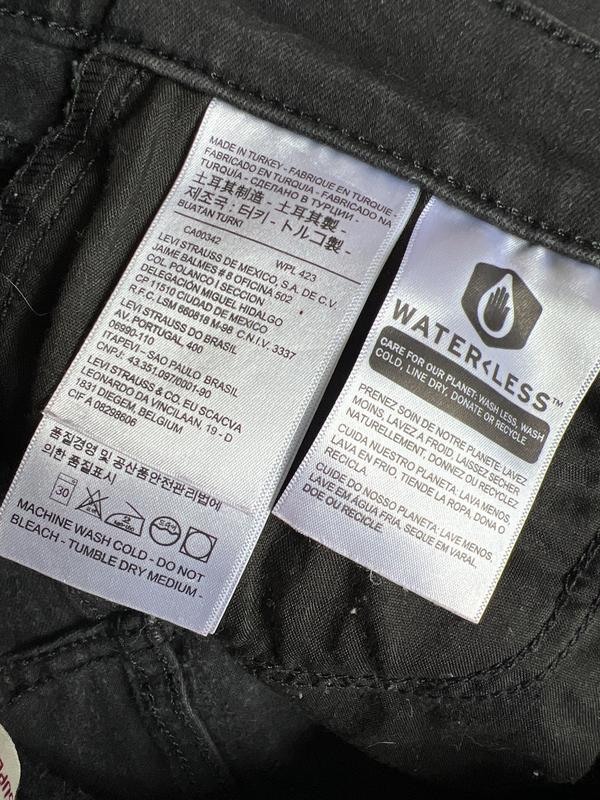 MADE IN TURKEY - FABRIQUE EN TURQUIE -
FABRICADO EN TURQUIA - FABRICADO NA
TURQUIA - СДЕЛАНО В ТУРЦИИ -
土耳其制造 - 土耳其製 -
제조국 : 터키 - トルコ製 -
BUATAN TURKI
CA00342 WPL 423
LEVI STRAUSS DE MEXICO, S.A. DE C.V.
JAIME BALMES # 8 OFICINA 502
COL. POLANCO I SECCION
DELEGACIÓN MIGUEL HIDALGO
CP 11510 CIUDAD DE MEXICO
R.F.C. LSM 660818 M-98 C.N.I.V. 3337
LEVI STRAUSS DO BRASIL
AV. PORTUGAL 400
06990-110
ITAPEVI - SAO PAULO BRASIL
CNPJ: 43.351.097/0001-90
LEVI STRAUSS & CO. EU SCA/CVA
LEONARDO DA VINCILAAN, 19 - D
1831 DIEGEM, BELGIUM
CIF A 08298606
품질경영 및 공산품안전관리법에
의한 품질표시
30
MACHINE WASH COLD - DO NOT
BLEACH - TUMBLE DRY MEDIUM -
WATER<LESS™
CARE FOR OUR PLANET: WASH LESS, WASH
COLD, LINE DRY, DONATE OR RECYCLE
PRENEZ SOIN DE NOTRE PLANETE: LAVEZ
MOINS, LAVEZ À FROID, LAISSEZ SECHER
NATURELLEMENT, DONNEZ OU RECYCLEZ
CUIDA NUESTRO PLANETA: LAVA MENOS,
LAVA EN FRIO, TIENDE LA ROPA, DONA O
RECICLA.
CUIDE DO NOSSO PLANETA: LAVE MENOS,
LAVE EM ÁGUA FRIA, SEQUE EM VARAL,
DOE OU RECICLE.